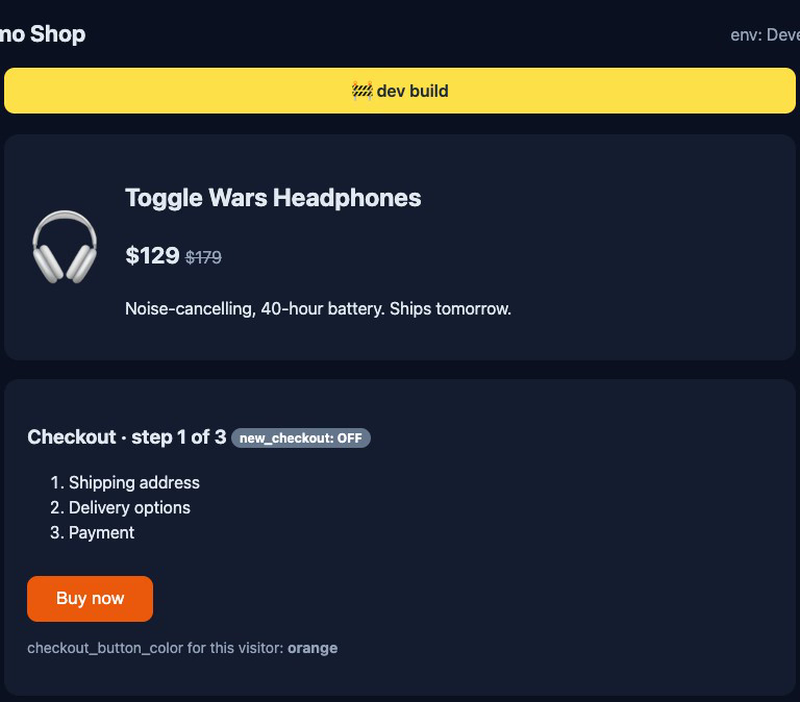 mo Shop
env: Deve
🚧 dev build
Toggle Wars Headphones
$129 $179
Noise-cancelling, 40-hour battery. Ships tomorrow.
Checkout · step 1 of 3 new_checkout: OFF
1. Shipping address
2. Delivery options
3. Payment
Buy now
checkout_button_color for this visitor: orange